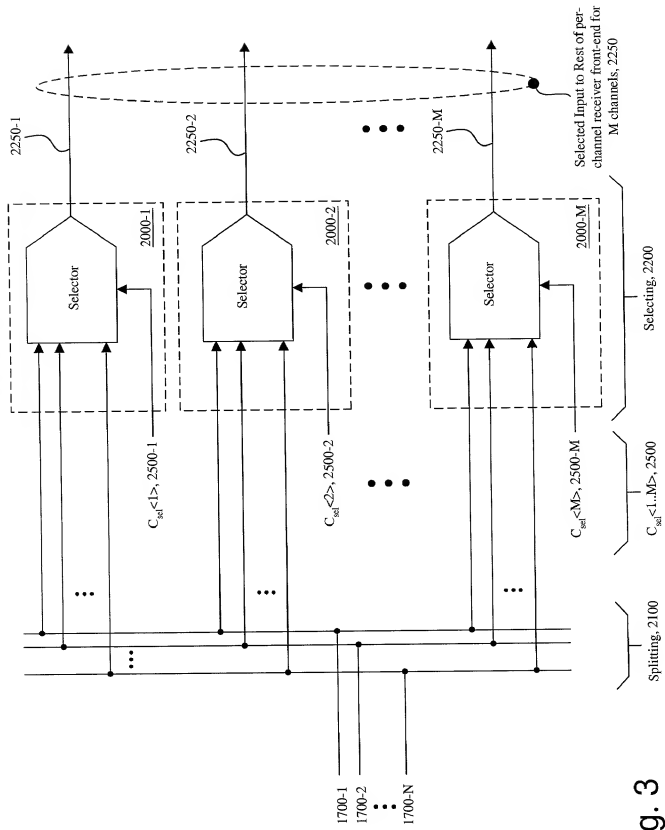 2250-1
2000-1
Selector
C_sel<1>, 2500-1
2250-2
2000-2
Selector
C_sel<2>, 2500-2
2250-M
2000-M
Selector
C_sel<M>, 2500-M
1700-1
1700-2
1700-N
Selected Input to Rest of per-
channel receiver front-end for
M channels, 2250
Splitting, 2100
C_sel<1..M>, 2500
Selecting, 2200
g. 3